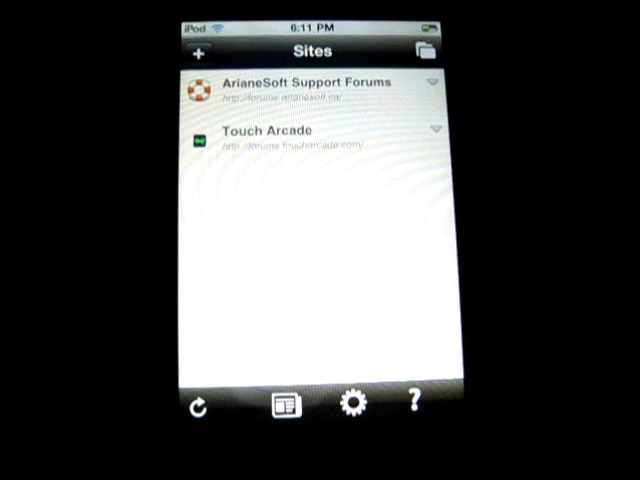 iPod 6:11 PM
Sites
ArianeSoft Support Forums
http://forums.arianesoft.ca/
Touch Arcade
http://forums.toucharcade.com/
?